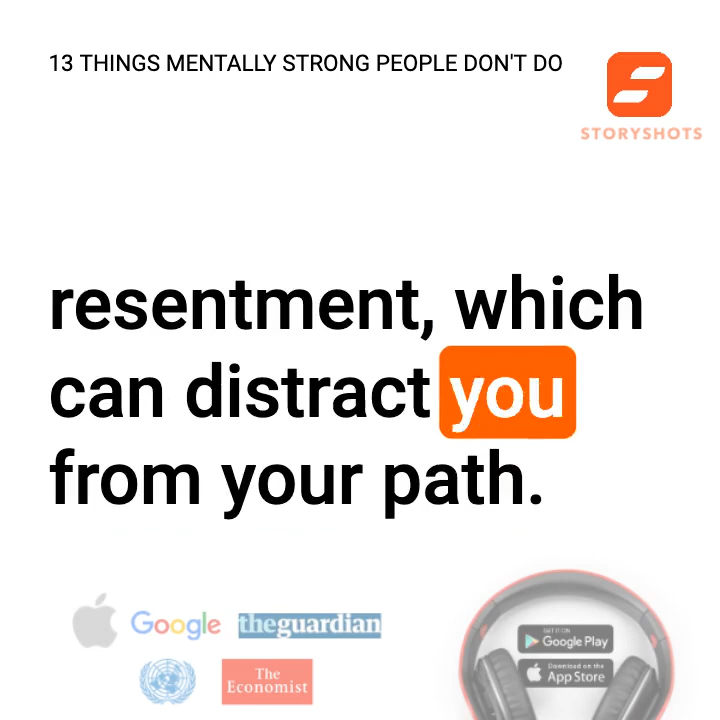 13 THINGS MENTALLY STRONG PEOPLE DON'T DO
STORYSHOTS
resentment, which
can distract you
from your path.
Google theguardian
The
Economist
GET IT ON
Google Play
Download on the
App Store